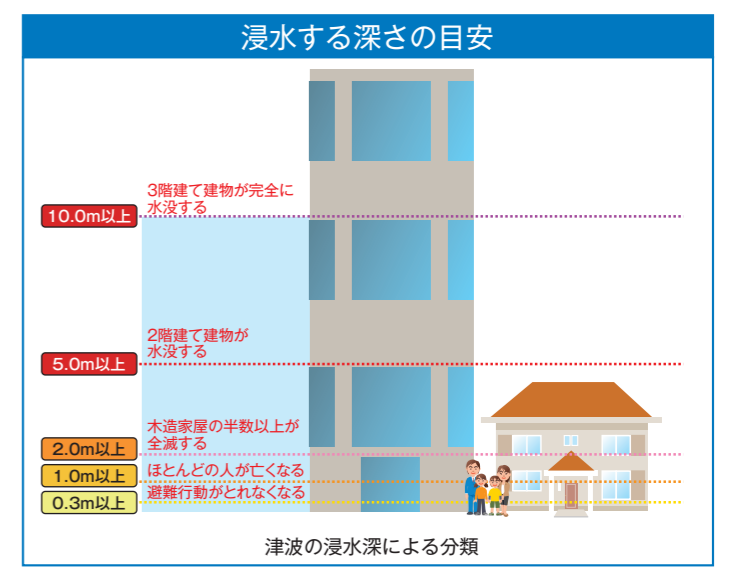 浸水する深さの目安
3階建て建物が完全に
水没する
10.0m以上
2階建て建物が
水没する
5.0m以上
木造家屋の半数以上が
全滅する
2.0m以上
ほとんどの人が亡くなる
1.0m以上
避難行動がとれなくなる
0.3m以上
津波の浸水深による分類